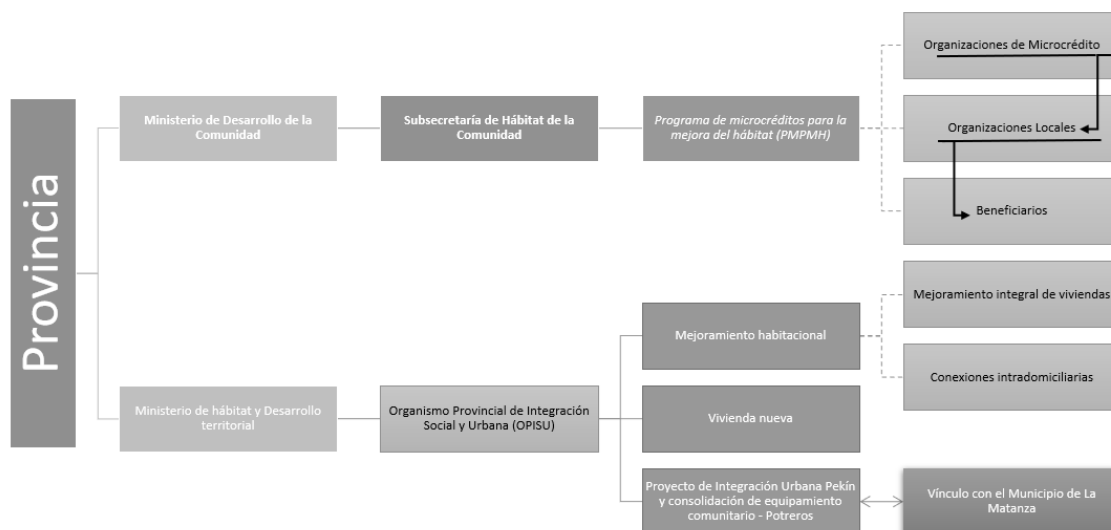 Provincia
Ministerio de Desarrollo de la
Comunidad
Subsecretaría de Hábitat de la
Comunidad
Programa de microcréditos para la
mejora del hábitat (PMPMH)
Organizaciones de Microcrédito
Organizaciones Locales
Beneficiarios
Ministerio de hábitat y Desarrollo
territorial
Organismo Provincial de Integración
Social y Urbana (OPISU)
Mejoramiento habitacional
Mejoramiento integral de viviendas
Conexiones intradomiciliarias
Vivienda nueva
Proyecto de Integración Urbana Pekín
y consolidación de equipamiento
comunitario - Potreros
Vínculo con el Municipio de La
Matanza